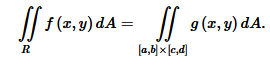 ∬_R f (x, y) dA = ∬_{[a,b]×[c,d]} g (x, y) dA.